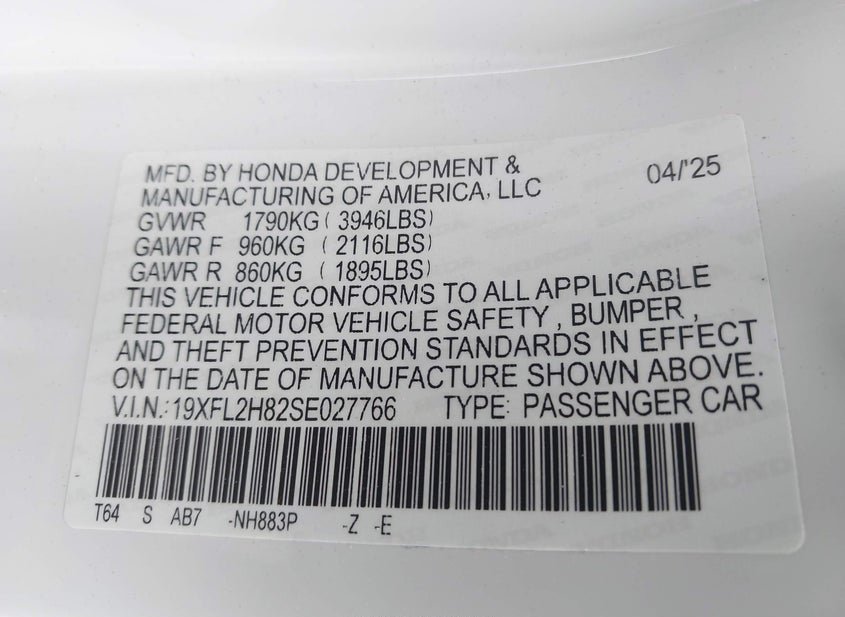 MFD. BY HONDA DEVELOPMENT &
MANUFACTURING OF AMERICA, LLC 04/'25
GVWR 1790KG ( 3946LBS)
GAWR F 960KG ( 2116LBS)
GAWR R 860KG ( 1895LBS)
THIS VEHICLE CONFORMS TO ALL APPLICABLE
FEDERAL MOTOR VEHICLE SAFETY , BUMPER ,
AND THEFT PREVENTION STANDARDS IN EFFECT
ON THE DATE OF MANUFACTURE SHOWN ABOVE.
V.I.N.:19XFL2H82SE027766 TYPE: PASSENGER CAR
T64 S AB7 -NH883P -Z -E